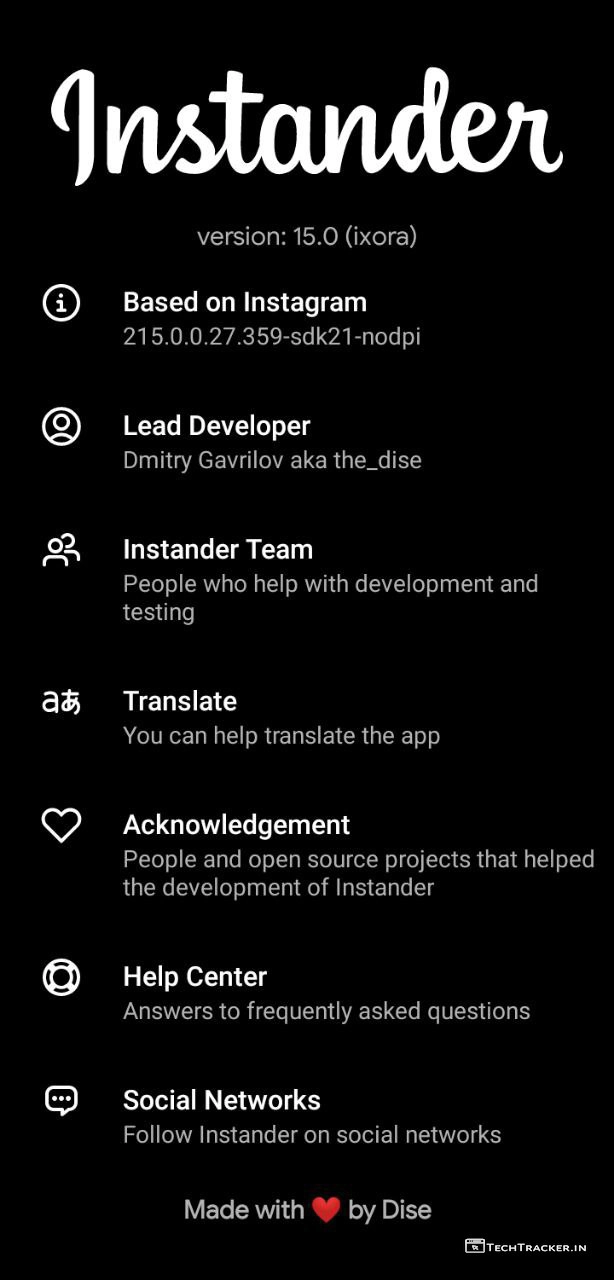 Instander
version: 15.0 (ixora)
Based on Instagram
215.0.0.27.359-sdk21-nodpi
Lead Developer
Dmitry Gavrilov aka the_dise
Instander Team
People who help with development and
testing
aあ
Translate
You can help translate the app
Acknowledgement
People and open source projects that helped
the development of Instander
Help Center
Answers to frequently asked questions
Social Networks
Follow Instander on social networks
Made with ❤️ by Dise
TECHTRACKER.IN